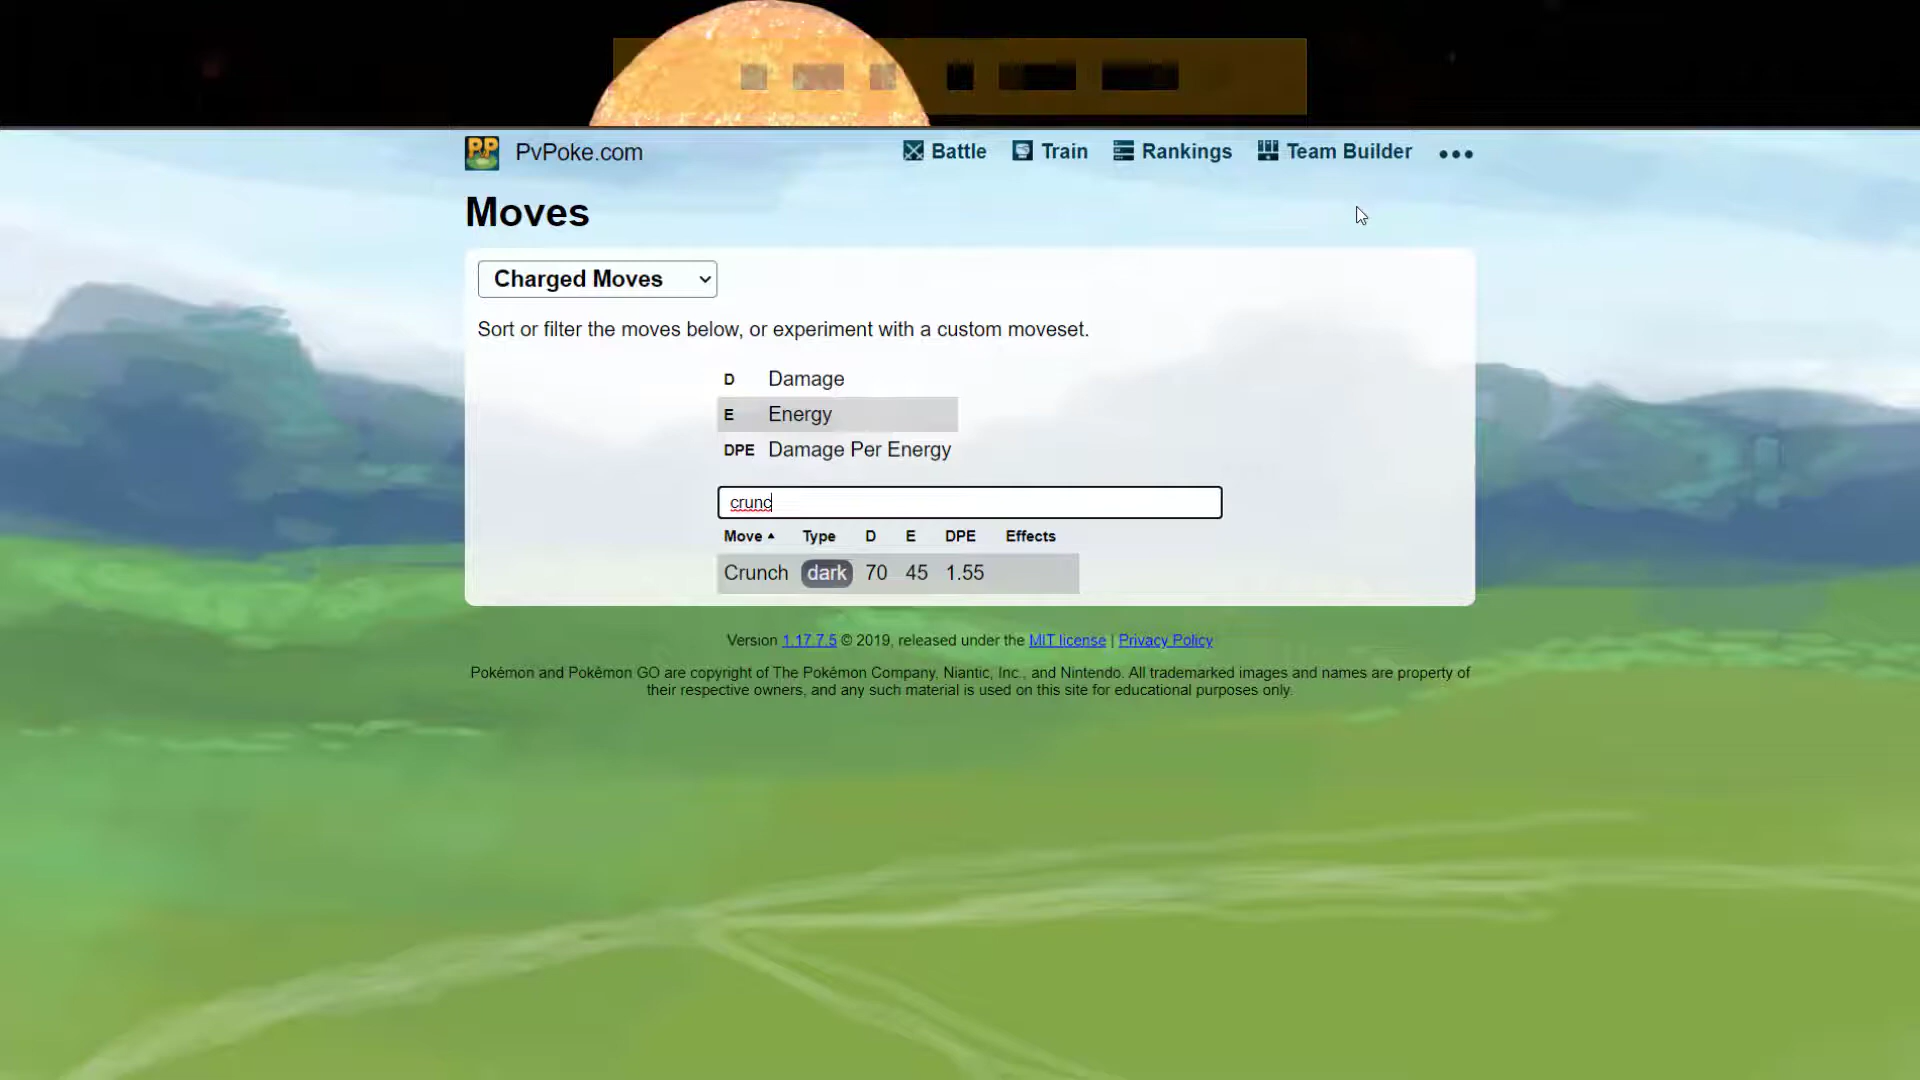 PvPoke.com Battle Train Rankings Team Builder
Moves
Charged Moves
Sort or filter the moves below, or experiment with a custom moveset.
D Damage
E Energy
DPE Damage Per Energy
crunc
Move Type D E DPE Effects
Crunch dark 70 45 1.55
Version 1.17.7.5 © 2019, released under the MIT license | Privacy Policy
Pokémon and Pokémon GO are copyright of The Pokémon Company, Niantic, Inc., and Nintendo. All trademarked images and names are property of
their respective owners, and any such material is used on this site for educational purposes only.